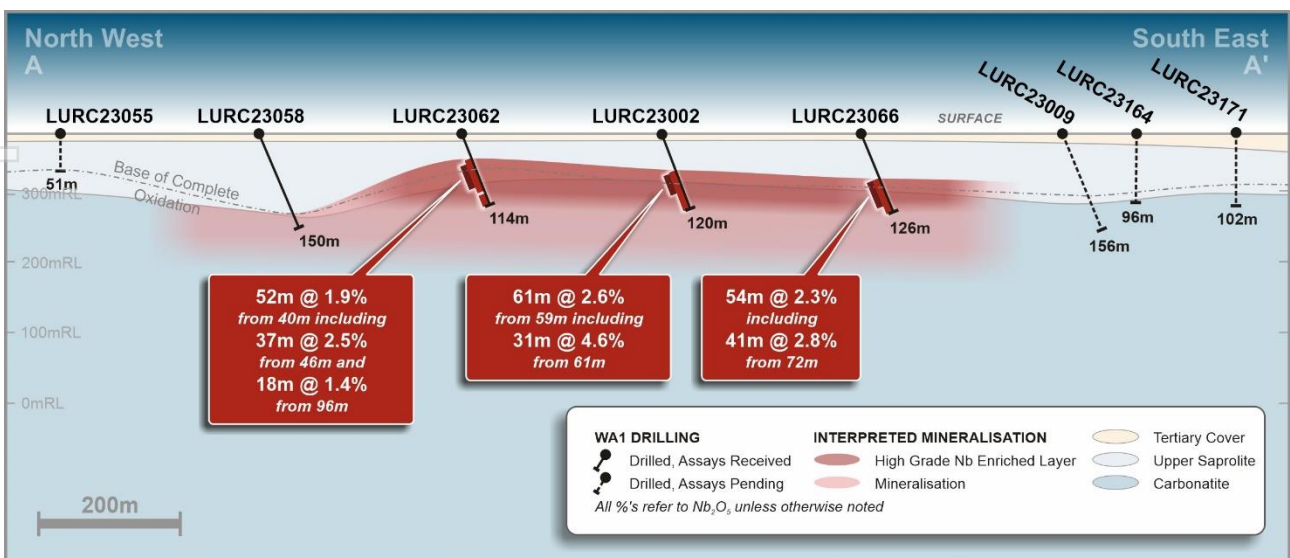 North West
A
South East
A'
LURC23055
LURC23058
LURC23062
LURC23002
LURC23066
SURFACE
LURC23009
LURC23164
LURC23171
Base of Complete
Oxidation
51m
150m
114m
120m
126m
156m
96m
102m
300mRL
200mRL
100mRL
0mRL
52m @ 1.9%
from 40m including
37m @ 2.5%
from 46m and
18m @ 1.4%
from 96m
61m @ 2.6%
from 59m including
31m @ 4.6%
from 61m
54m @ 2.3%
including
41m @ 2.8%
from 72m
WA1 DRILLING
Drilled, Assays Received
Drilled, Assays Pending
INTERPRETED MINERALISATION
High Grade Nb Enriched Layer
Mineralisation
Tertiary Cover
Upper Saprolite
Carbonatite
All %'s refer to Nb₂O₅ unless otherwise noted
200m